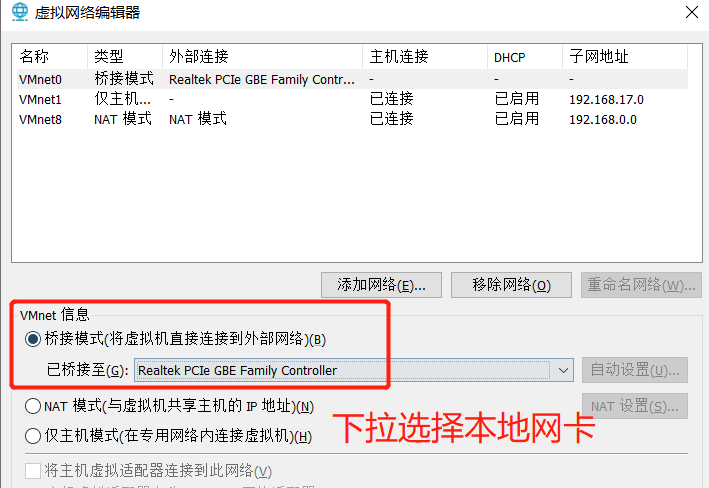 虚拟网络编辑器
名称 类型 外部连接 主机连接 DHCP 子网地址
VMnet0 桥接模式 Realtek PCIe GBE Family Contr... - - -
VMnet1 仅主机... - 已连接 已启用 192.168.17.0
VMnet8 NAT 模式 NAT 模式 已连接 已启用 192.168.0.0
添加网络(E)... 移除网络(O) 重命名网络(W)...
VMnet 信息
桥接模式(将虚拟机直接连接到外部网络)(B)
已桥接至(G): Realtek PCIe GBE Family Controller 自动设置(U)...
NAT 模式(与虚拟机共享主机的 IP 地址)(N) NAT 设置(S)...
仅主机模式(在专用网络内连接虚拟机)(H)
下拉选择本地网卡
将主机虚拟适配器连接到此网络(V)